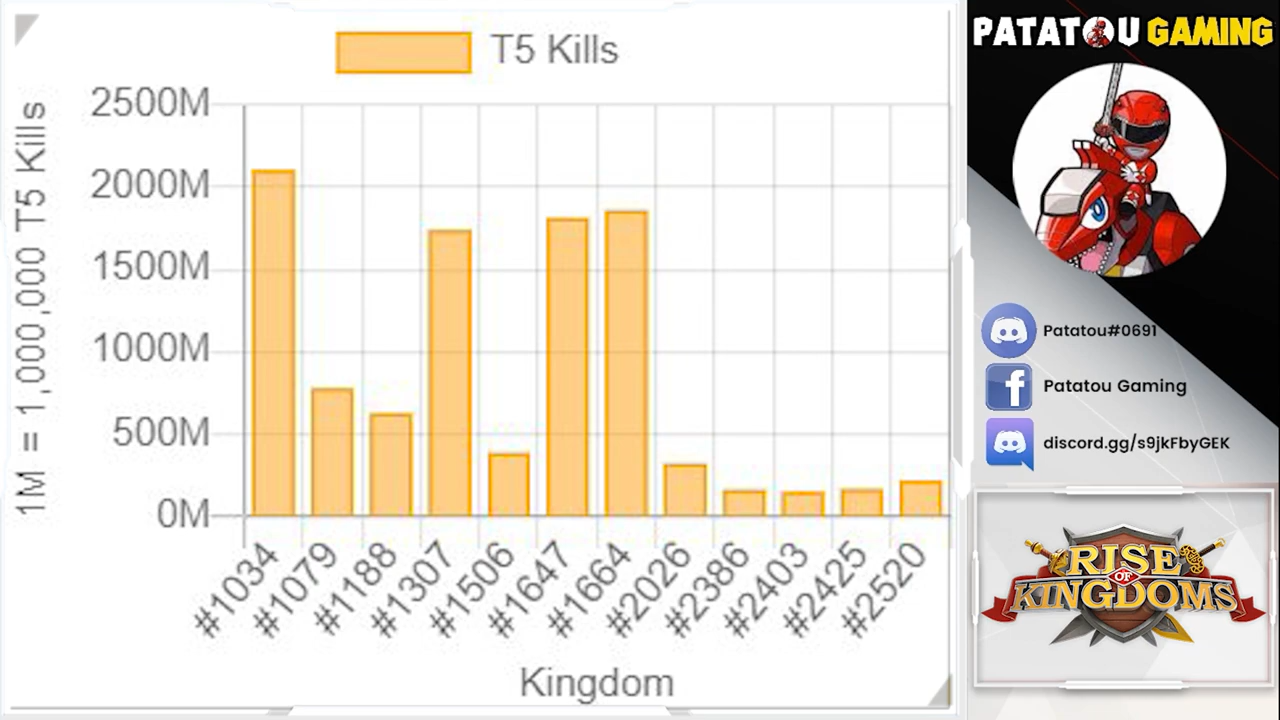 T5 Kills
1M = 1,000,000 T5 Kills
2500M
2000M
1500M
1000M
500M
0M
#1034
#1079
#1188
#1307
#1506
#1647
#1664
#2026
#2386
#2403
#2425
#2520
Kingdom
PATATOU GAMING
Patatou#0691
Patatou Gaming
discord.gg/s9jkFbyGEK
RISE
OF
KINGDOMS